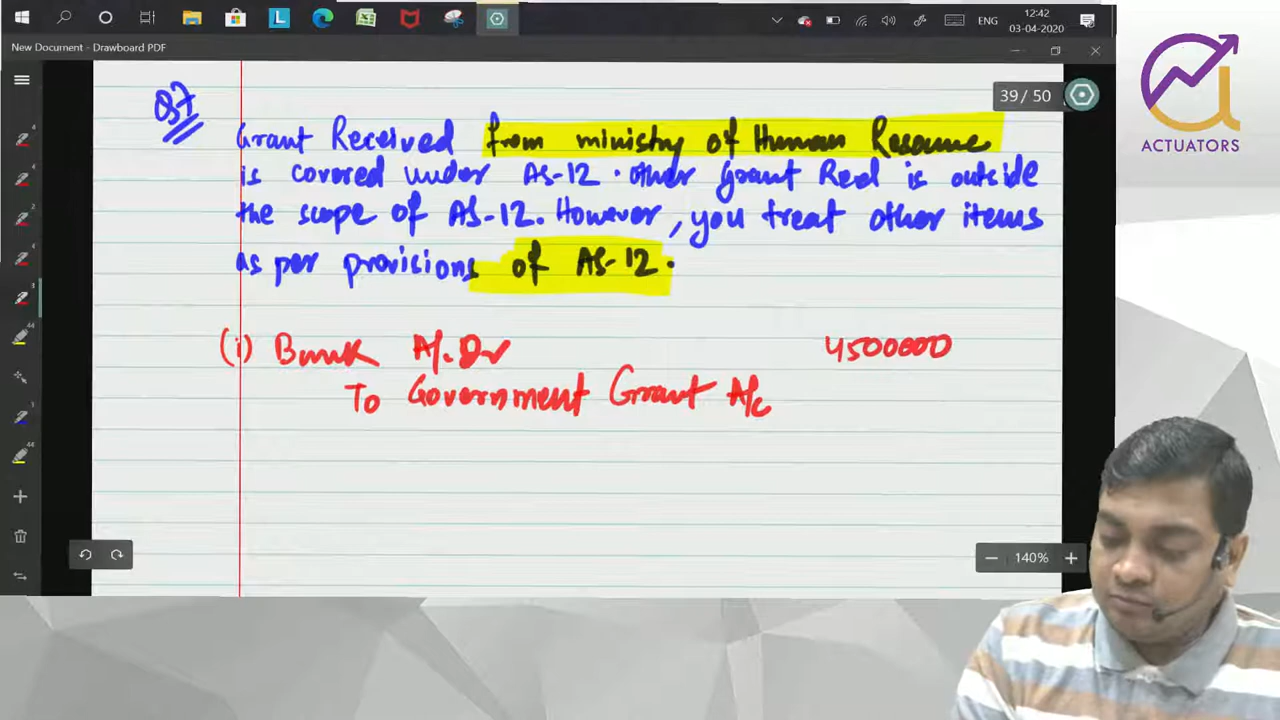 12:42
ENG
03-04-2020
New Document - Drawboard PDF
39 / 50
ACTUATORS
Q37
Grant Received from ministry of Human Resource
is covered under AS-12. other grant Recd is outside
the scope of AS-12. However, you treat other items
as per provisions of AS-12.
(i) Bank A/c. Dr 4500000
To Government Grant A/c
140%